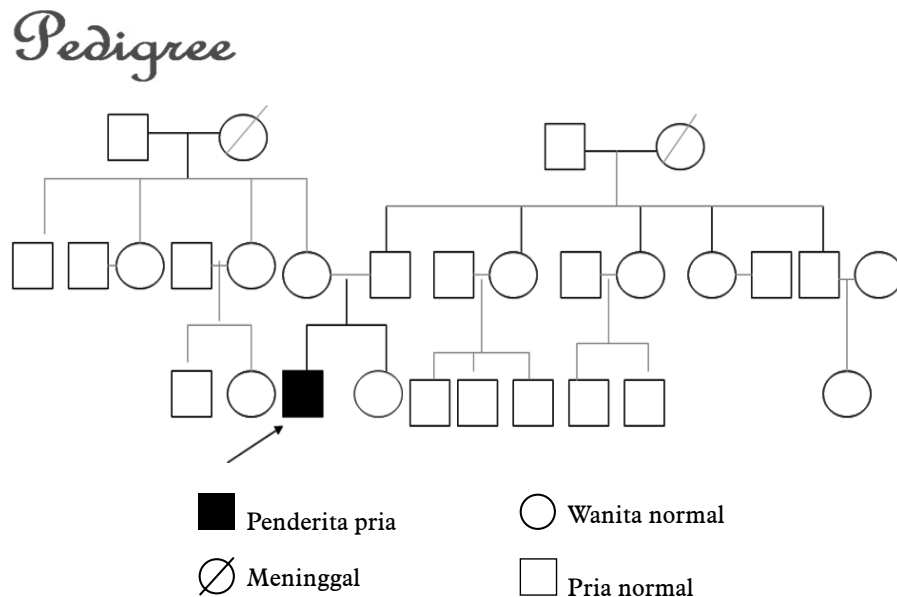 Pedigree
Penderita pria
Wanita normal
Meninggal
Pria normal